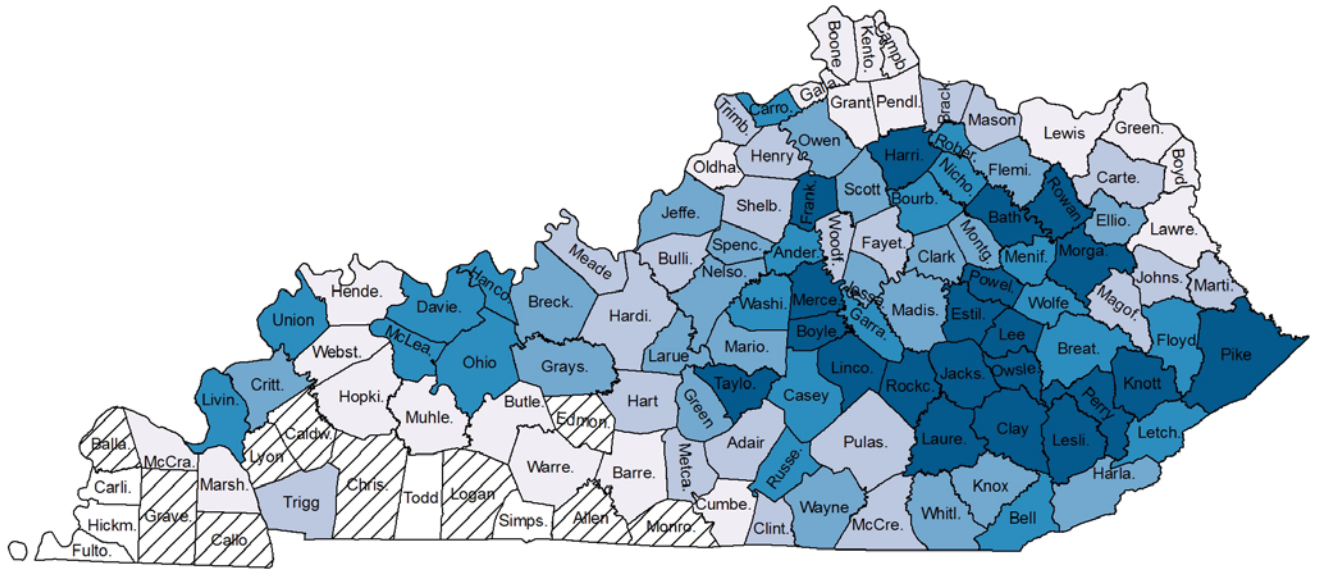 Boone
Kento.
Campb.
Galla.
Grant
Pendl.
Brack.
Mason
Lewis
Green.
Boyd
Trimb.
Carro.
Owen
Harri.
Rober.
Oldha.
Henry
Nicho.
Flemi.
Carte.
Rowan
Jeffe.
Shelb.
Frank.
Scott
Bourb.
Bath
Ellio.
Lawre.
Meade
Bulli.
Spenc.
Ander.
Woodf.
Fayet.
Clark
Montg.
Menif.
Morga.
Johns.
Marti.
Hende.
Hanco.
Davie.
Breck.
Hardi.
Nelso.
Washi.
Merce.
Jessa.
Madis.
Powel.
Wolfe
Magof.
Union
McLea.
Ohio
Grays.
Larue
Mario.
Boyle
Garra.
Estil.
Lee
Breat.
Floyd
Pike
Webst.
Critt.
Livin.
Hopki.
Muhle.
Butle.
Edmon.
Hart
Green
Taylo.
Casey
Linco.
Rockc.
Jacks.
Owsle.
Perry
Knott
Letch.
Balla.
McCra.
Lyon
Caldw.
Adair
Pulas.
Laure.
Clay
Lesli.
Harla.
Carli.
Marsh.
Trigg
Chris.
Todd
Logan
Warre.
Barre.
Metca.
Russe.
Knox
Hickm.
Grave.
Callo.
Simps.
Allen
Monro.
Cumbe.
Clint.
Wayne
McCre.
Whitl.
Bell
Fulto.